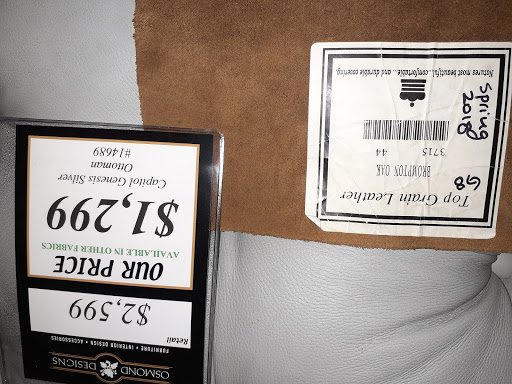 OSMOND
DESIGNS
FURNITURE • INTERIOR DESIGN • ACCESSORIES
Retail
$2,599
OUR PRICE
AVAILABLE IN OTHER FABRICS
$1,299
Capitol Genesis Silver
Ottoman
#14689
Top Grain Leather
BROMPTON OAK
3715 44
Natures most beautiful.. comfortable... and durable covering.
Spring
2018
G8